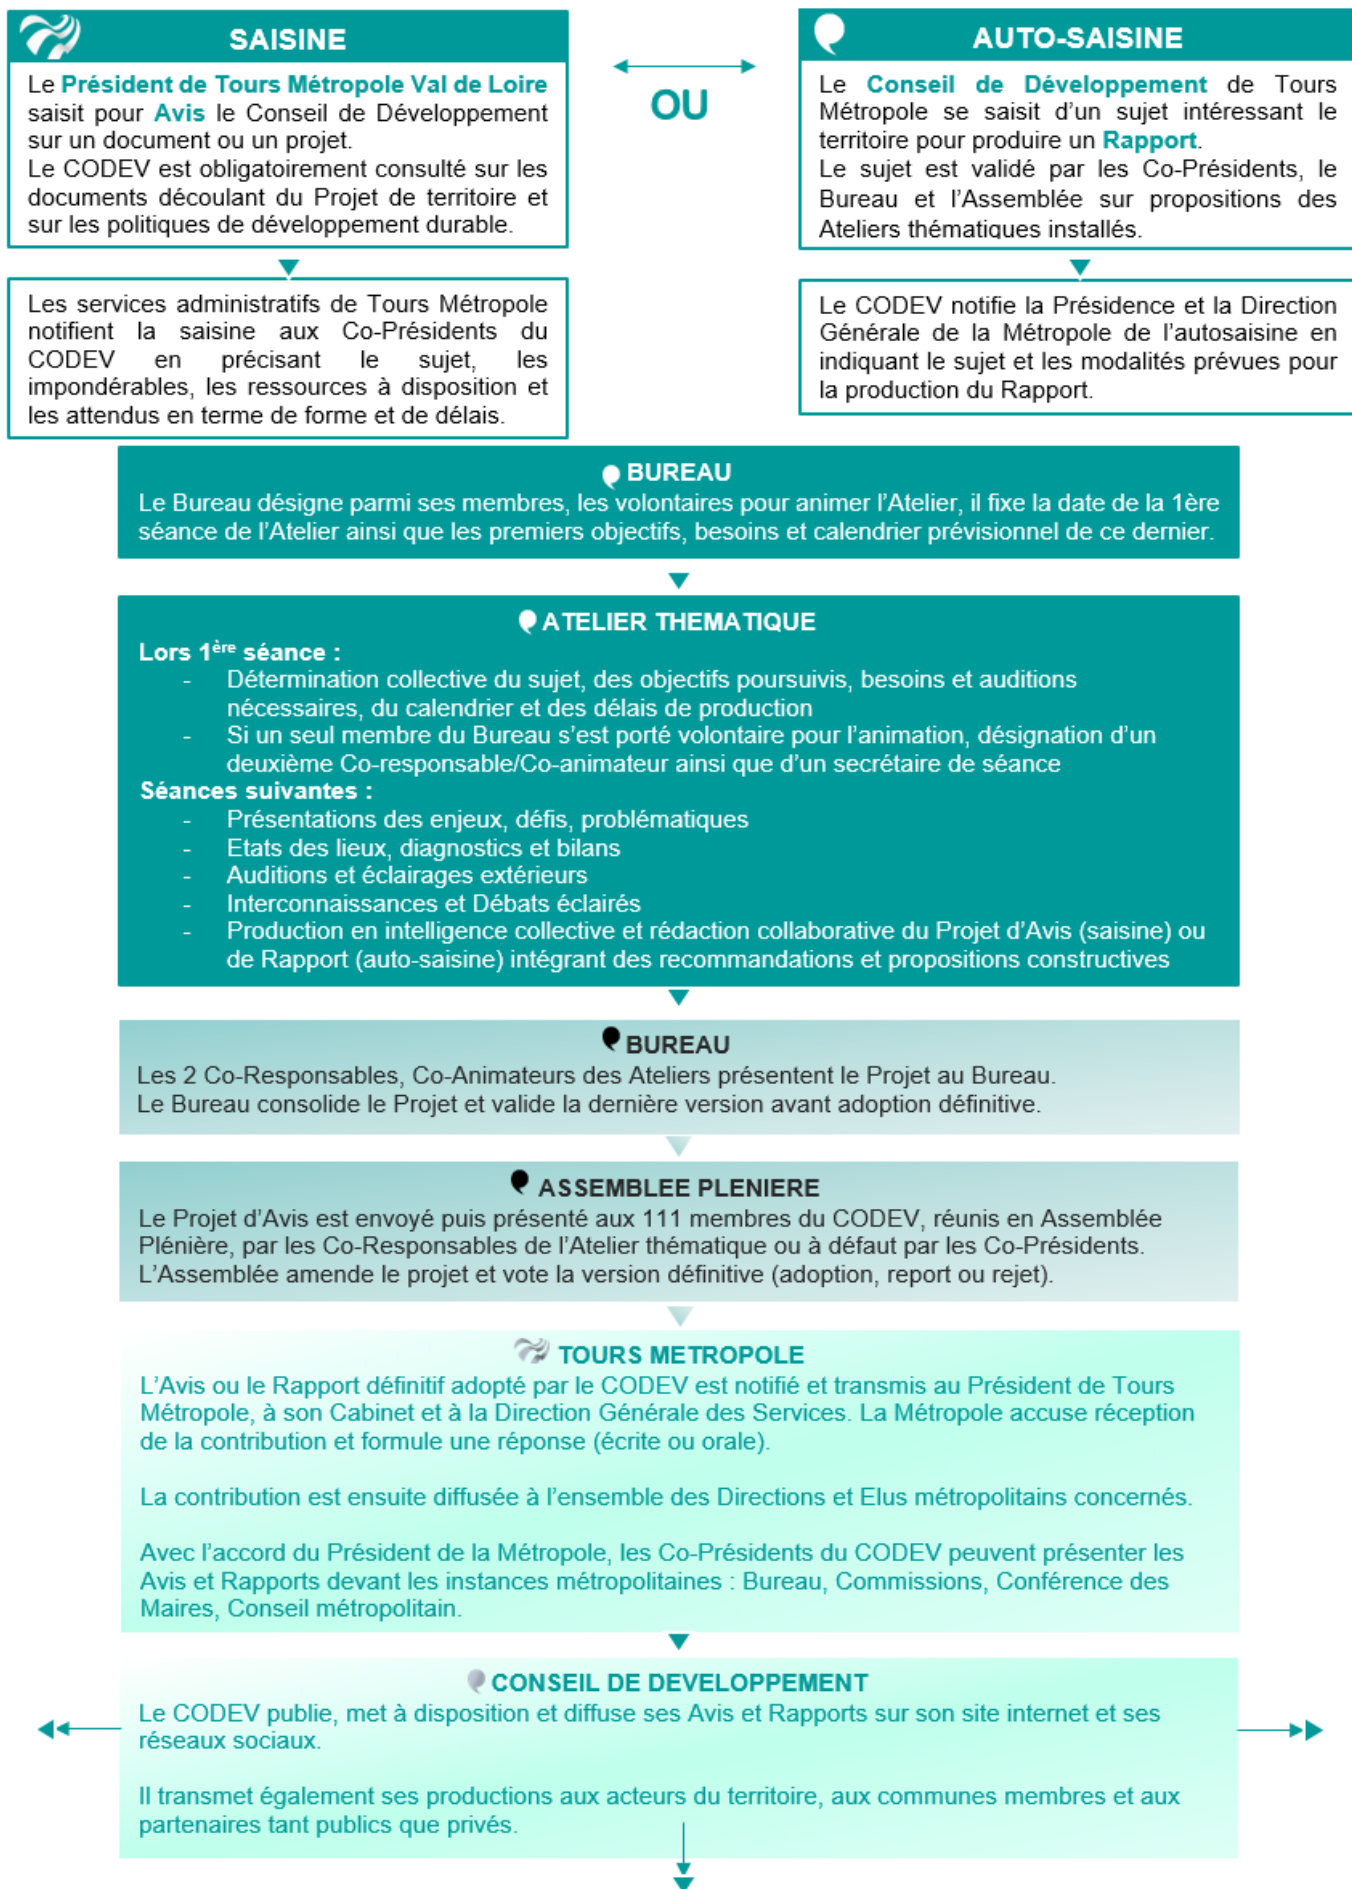 SAISINE
Le Président de Tours Métropole Val de Loire
saisit pour Avis le Conseil de Développement
sur un document ou un projet.
Le CODEV est obligatoirement consulté sur les
documents découlant du Projet de territoire et
sur les politiques de développement durable.
OU
AUTO-SAISINE
Le Conseil de Développement de Tours
Métropole se saisit d'un sujet intéressant le
territoire pour produire un Rapport.
Le sujet est validé par les Co-Présidents, le
Bureau et l'Assemblée sur propositions des
Ateliers thématiques installés.
Les services administratifs de Tours Métropole
notifient la saisine aux Co-Présidents du
CODEV en précisant le sujet, les
impondérables, les ressources à disposition et
les attendus en terme de forme et de délais.
Le CODEV notifie la Présidence et la Direction
Générale de la Métropole de l'autosaisine en
indiquant le sujet et les modalités prévues pour
la production du Rapport.
BUREAU
Le Bureau désigne parmi ses membres, les volontaires pour animer l'Atelier, il fixe la date de la 1ère
séance de l'Atelier ainsi que les premiers objectifs, besoins et calendrier prévisionnel de ce dernier.
ATELIER THEMATIQUE
Lors 1ère séance :
- Détermination collective du sujet, des objectifs poursuivis, besoins et auditions
nécessaires, du calendrier et des délais de production
- Si un seul membre du Bureau s'est porté volontaire pour l'animation, désignation d'un
deuxième Co-responsable/Co-animateur ainsi que d'un secrétaire de séance
Séances suivantes :
- Présentations des enjeux, défis, problématiques
- Etats des lieux, diagnostics et bilans
- Auditions et éclairages extérieurs
- Interconnaissances et Débats éclairés
- Production en intelligence collective et rédaction collaborative du Projet d'Avis (saisine) ou
de Rapport (auto-saisine) intégrant des recommandations et propositions constructives
BUREAU
Les 2 Co-Responsables, Co-Animateurs des Ateliers présentent le Projet au Bureau.
Le Bureau consolide le Projet et valide la dernière version avant adoption définitive.
ASSEMBLEE PLENIERE
Le Projet d'Avis est envoyé puis présenté aux 111 membres du CODEV, réunis en Assemblée
Plénière, par les Co-Responsables de l'Atelier thématique ou à défaut par les Co-Présidents.
L'Assemblée amende le projet et vote la version définitive (adoption, report ou rejet).
TOURS METROPOLE
L'Avis ou le Rapport définitif adopté par le CODEV est notifié et transmis au Président de Tours
Métropole, à son Cabinet et à la Direction Générale des Services. La Métropole accuse réception
de la contribution et formule une réponse (écrite ou orale).
La contribution est ensuite diffusée à l'ensemble des Directions et Elus métropolitains concernés.
Avec l'accord du Président de la Métropole, les Co-Présidents du CODEV peuvent présenter les
Avis et Rapports devant les instances métropolitaines : Bureau, Commissions, Conférence des
Maires, Conseil métropolitain.
CONSEIL DE DEVELOPPEMENT
Le CODEV publie, met à disposition et diffuse ses Avis et Rapports sur son site internet et ses
réseaux sociaux.
Il transmet également ses productions aux acteurs du territoire, aux communes membres et aux
partenaires tant publics que privés.